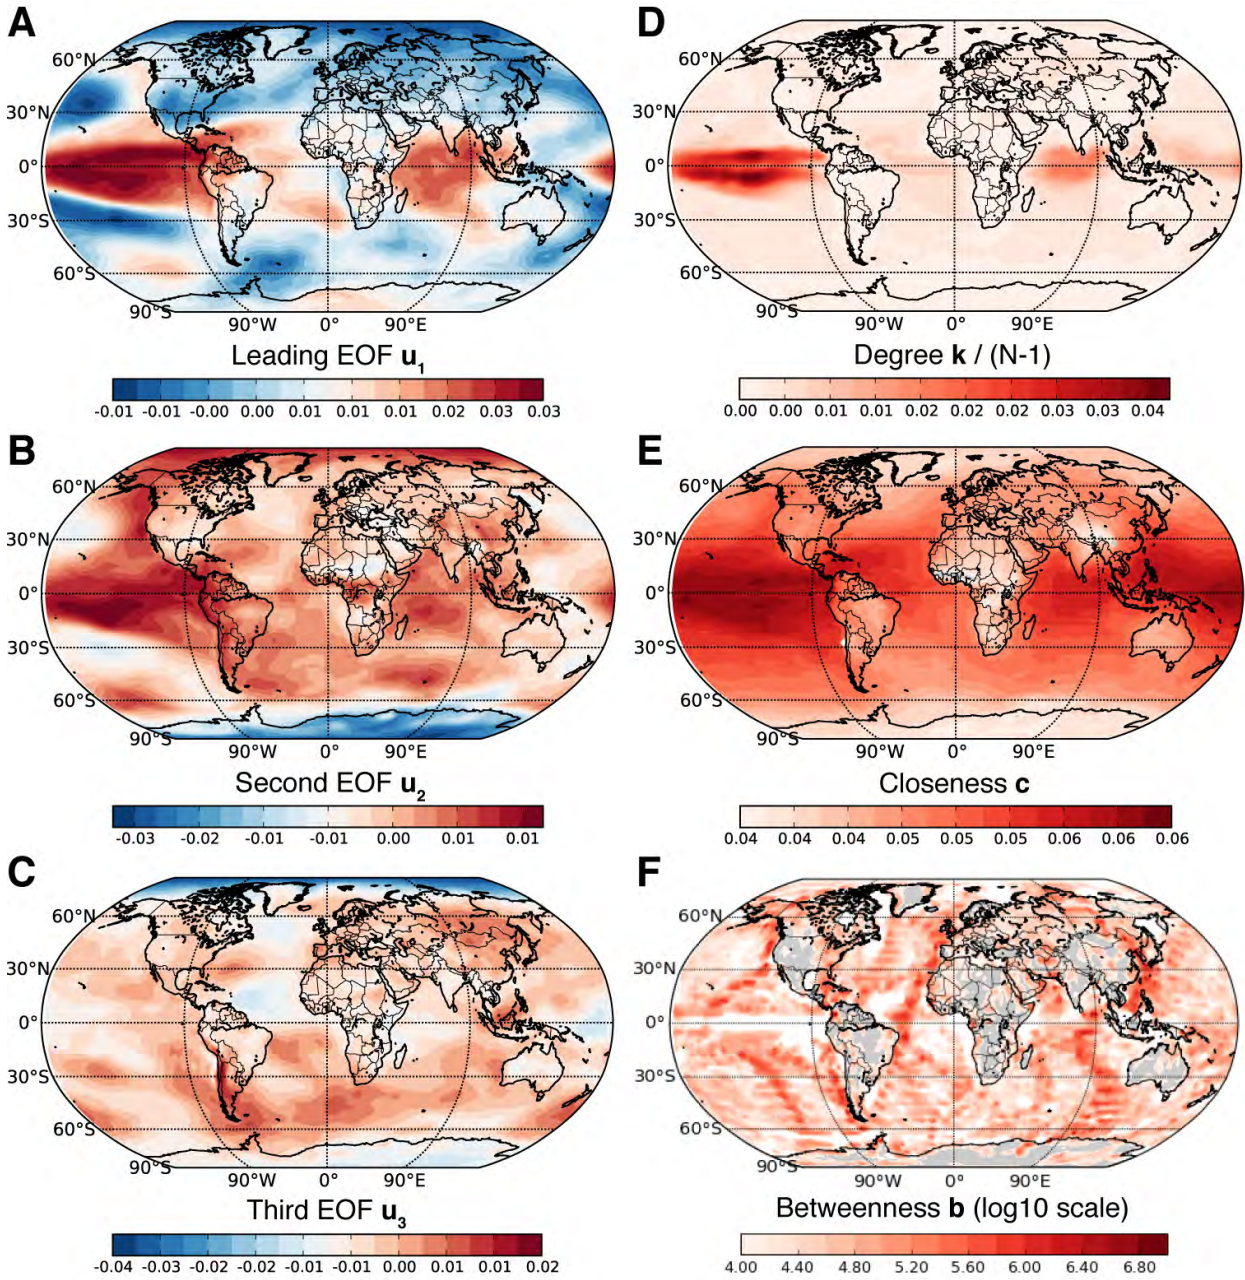 A
60°N
30°N
0°
30°S
60°S
90°S
90°W 0° 90°E
Leading EOF u1
-0.01 -0.01 -0.00 0.00 0.01 0.01 0.02 0.03 0.03
B
60°N
30°N
0°
30°S
60°S
90°S
90°W 0° 90°E
Second EOF u2
-0.03 -0.02 -0.01 -0.01 0.00 0.01 0.01
C
60°N
30°N
0°
30°S
60°S
90°S
90°W 0° 90°E
Third EOF u3
-0.04 -0.03 -0.02 -0.01 -0.01 0.00 0.01 0.02
D
60°N
30°N
0°
30°S
60°S
90°S
90°W 0° 90°E
Degree k / (N-1)
0.00 0.00 0.01 0.01 0.02 0.02 0.03 0.03 0.04
E
60°N
30°N
0°
30°S
60°S
90°S
90°W 0° 90°E
Closeness c
0.04 0.04 0.04 0.05 0.05 0.05 0.06 0.06 0.06
F
60°N
30°N
0°
30°S
60°S
90°S
90°W 0° 90°E
Betweenness b (log10 scale)
4.00 4.40 4.80 5.20 5.60 6.00 6.40 6.80